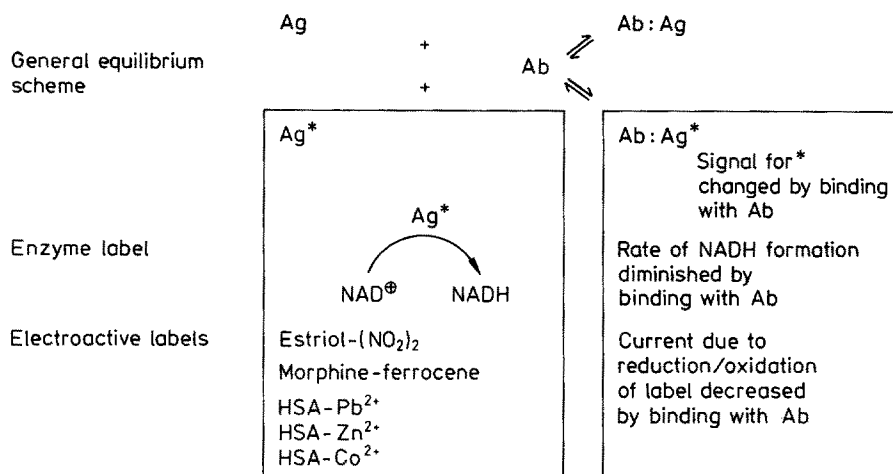 Ag
Ab : Ag
+
General equilibrium
scheme
Ab
+
Ag*
Ab : Ag*
Signal for *
changed by binding
with Ab
Ag*
Enzyme label
NAD⊕
NADH
Rate of NADH formation
diminished by
binding with Ab
Electroactive labels
Estriol-(NO₂)₂
Morphine-ferrocene
HSA-Pb²⁺
HSA-Zn²⁺
HSA-Co²⁺
Current due to
reduction/oxidation
of label decreased
by binding with Ab